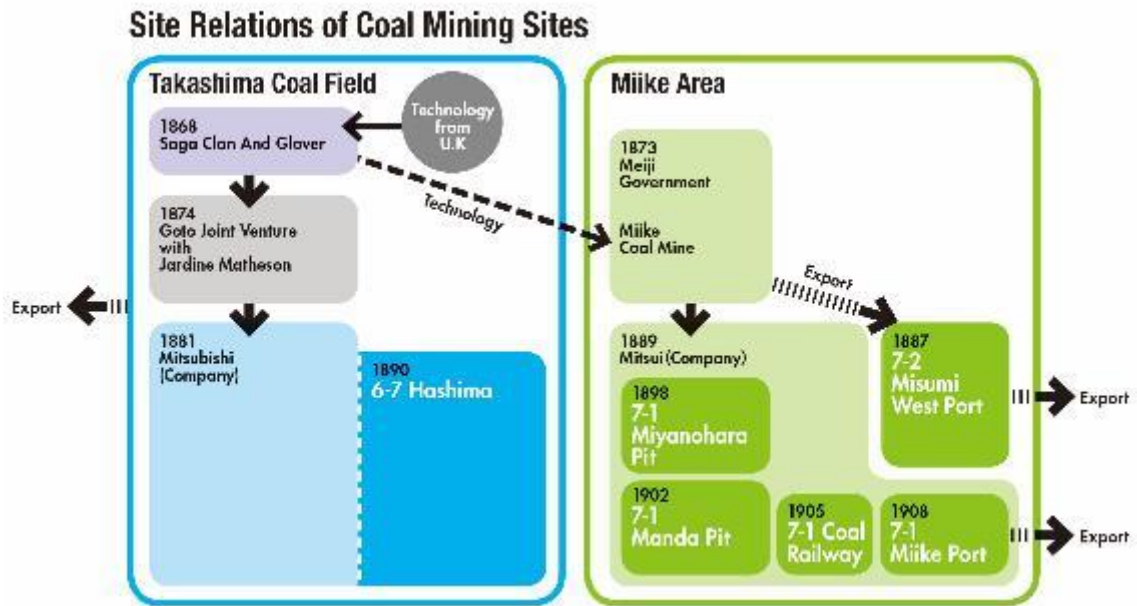 Site Relations of Coal Mining Sites
Takashima Coal Field
Technology
from
U.K
1868
Saga Clan And Glover
Technology
1874
Goto Joint Venture
with
Jardine Matheson
Export
1881
Mitsubishi
(Company)
1890
6-7 Hashima
Miike Area
1873
Meiji
Government
Miike
Coal Mine
Export
1889
Mitsui (Company)
1887
7-2
Misumi
West Port
Export
1898
7-1
Miyanohara
Pit
1902
7-1
Manda Pit
1905
7-1 Coal
Railway
1908
7-1
Miike Port
Export